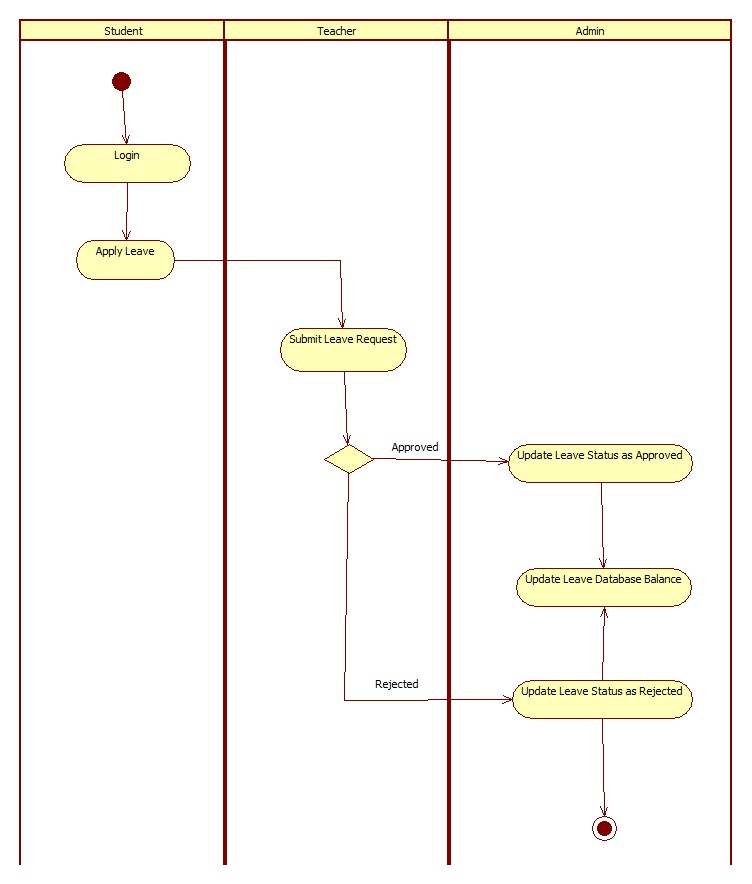 Student
Teacher
Admin
Login
Apply Leave
Submit Leave Request
Approved
Update Leave Status as Approved
Update Leave Database Balance
Rejected
Update Leave Status as Rejected